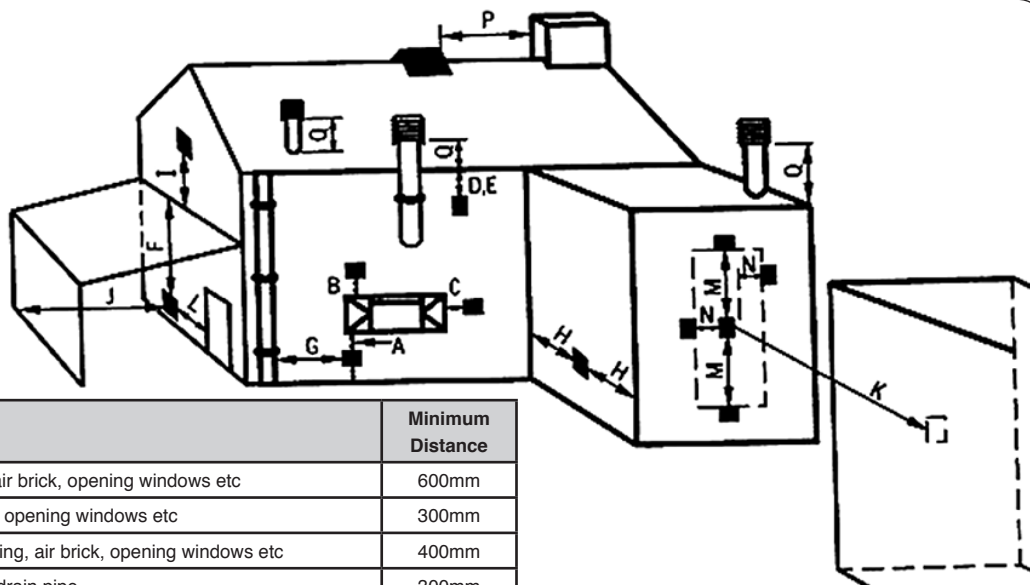 P
Q
Q
D,E
Q
I
F
J
L
B
C
A
G
H
H
M
N
N
M
K
Minimum
Distance
air brick, opening windows etc
600mm
opening windows etc
300mm
ing, air brick, opening windows etc
400mm